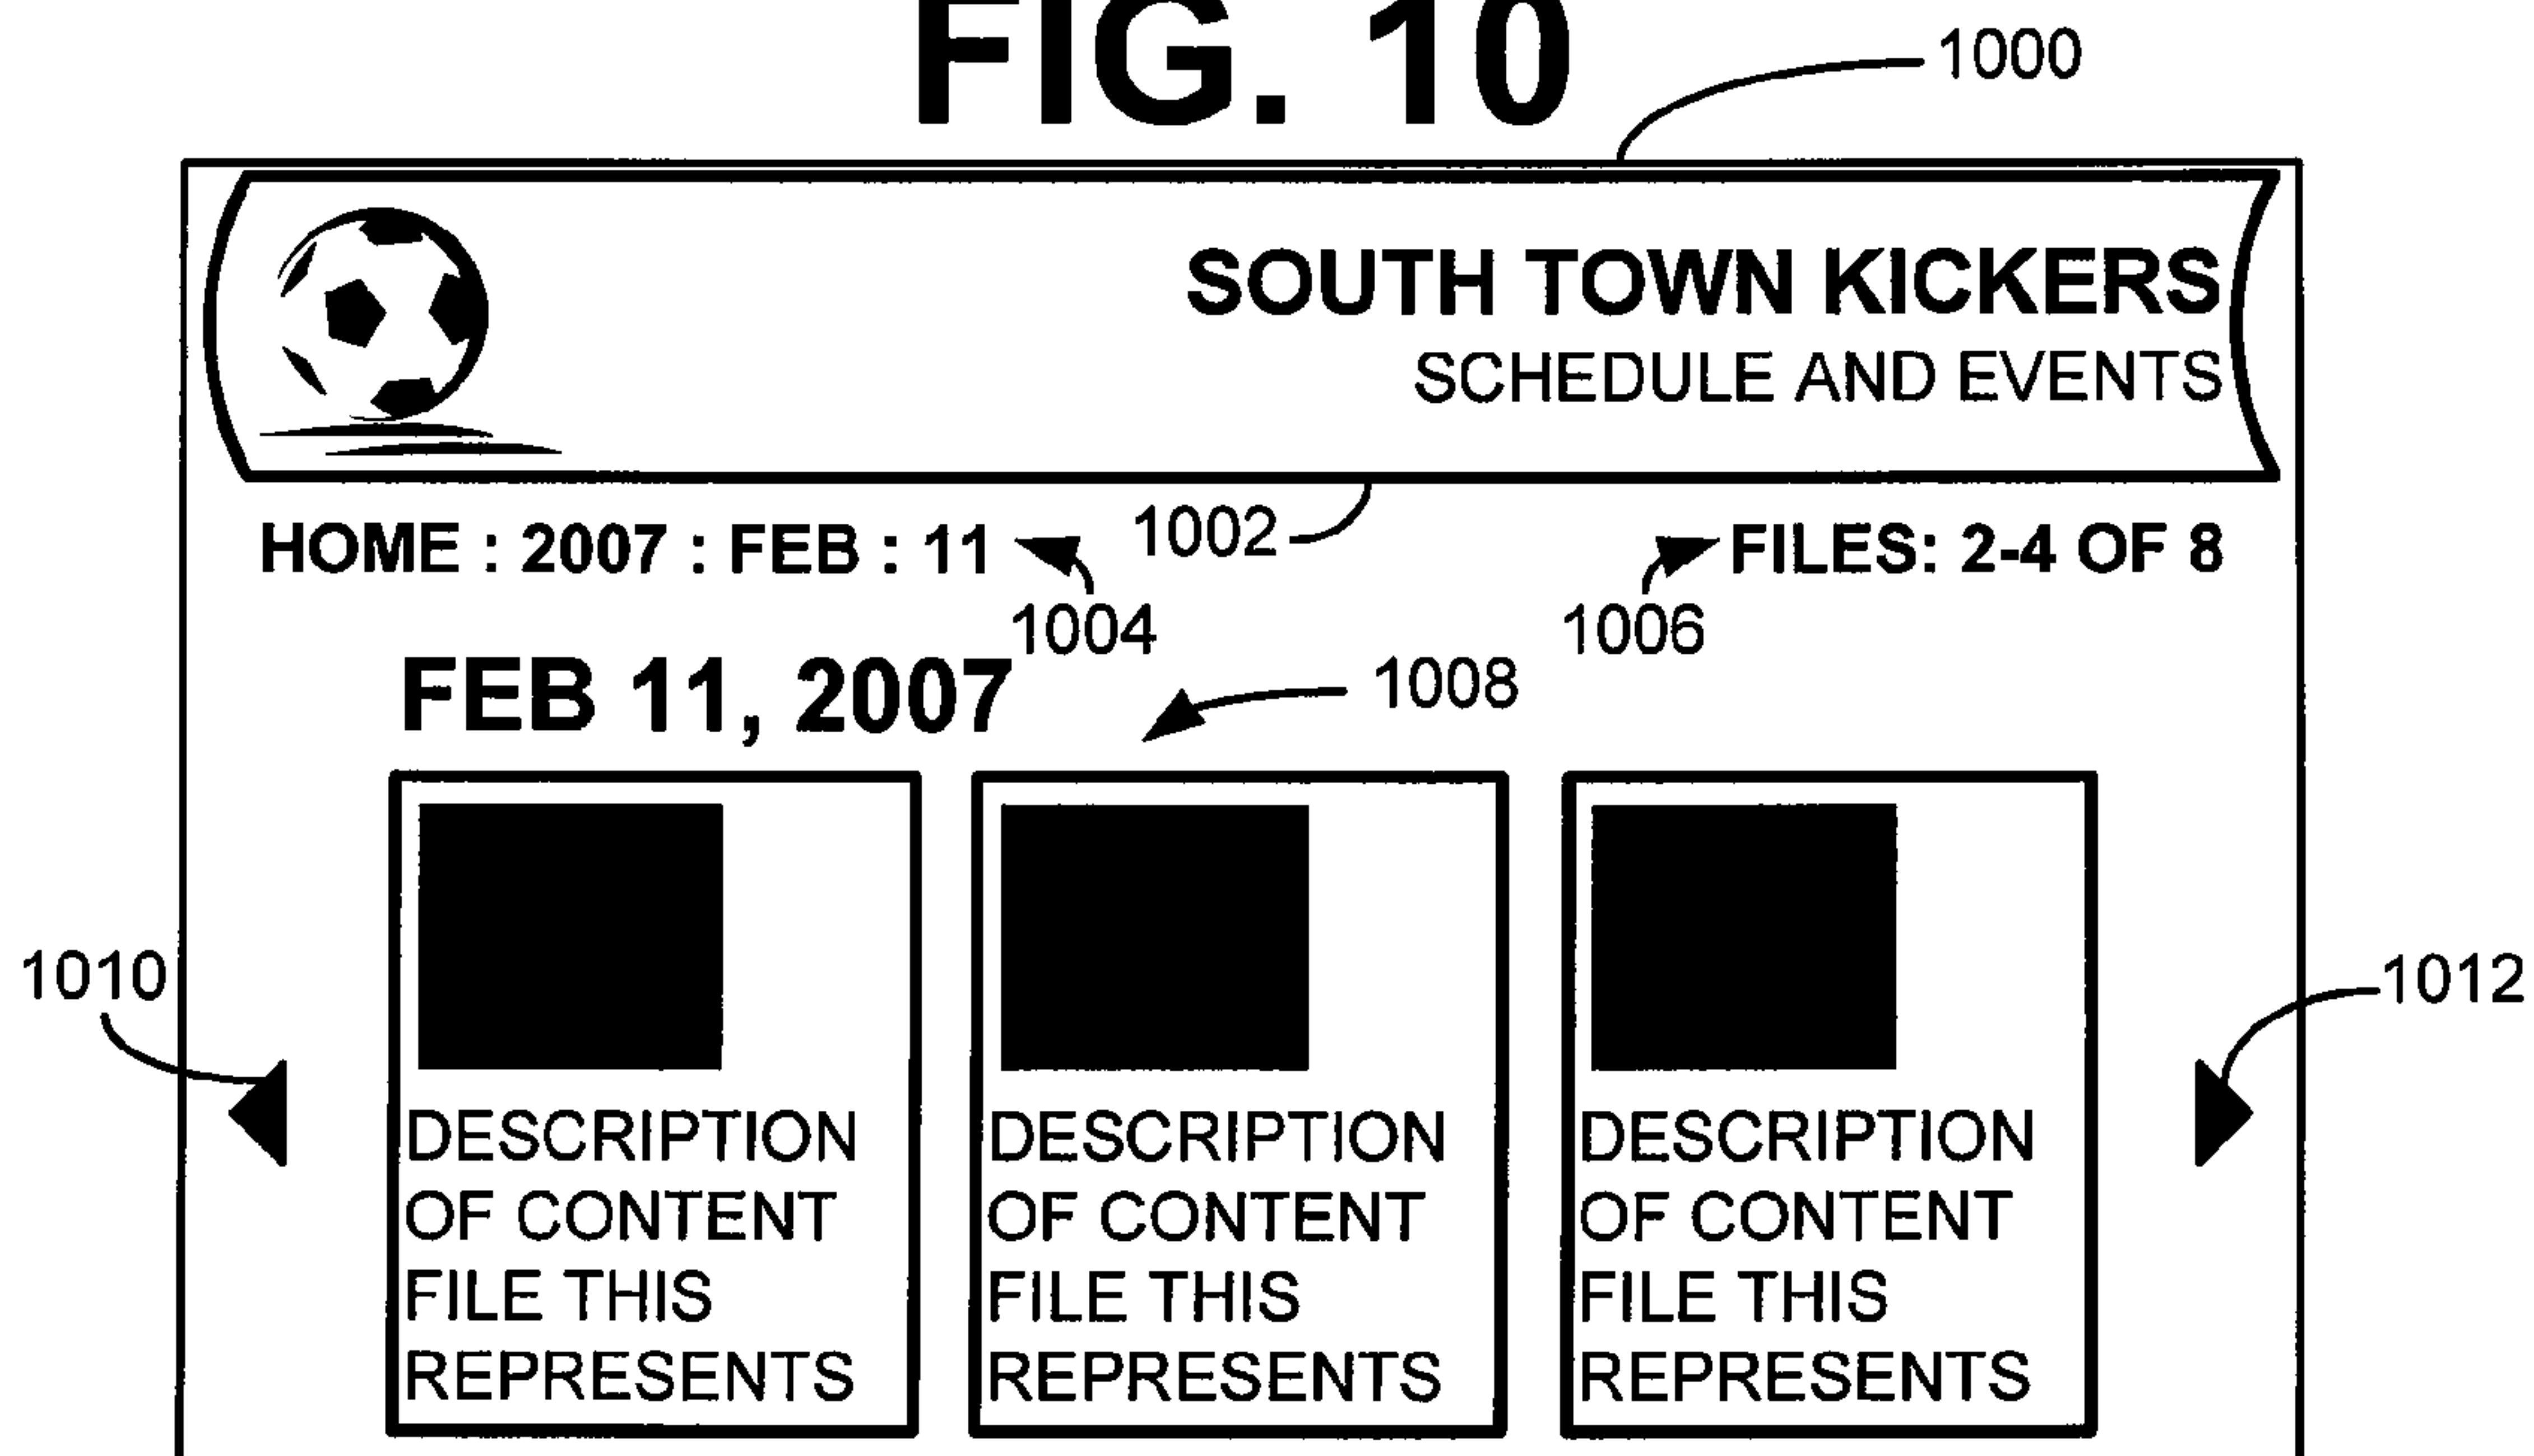 FIG. 10
1000
SOUTH TOWN KICKERS
SCHEDULE AND EVENTS
HOME : 2007 : FEB : 11
1002
FILES: 2-4 OF 8
1004
1006
FEB 11, 2007
1008
1010
1012
DESCRIPTION
OF CONTENT
FILE THIS
REPRESENTS
DESCRIPTION
OF CONTENT
FILE THIS
REPRESENTS
DESCRIPTION
OF CONTENT
FILE THIS
REPRESENTS